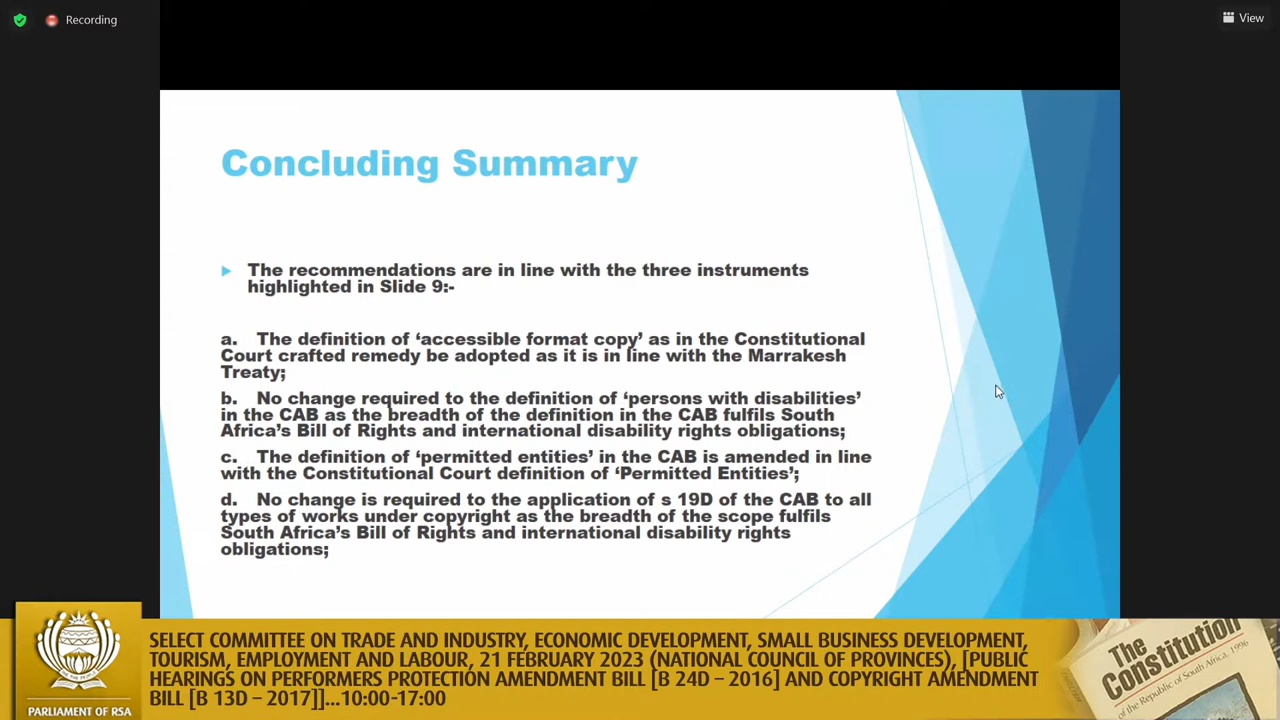 Recording
View
Concluding Summary
The recommendations are in line with the three instruments
highlighted in Slide 9:-
a. The definition of ‘accessible format copy’ as in the Constitutional
Court crafted remedy be adopted as it is in line with the Marrakesh
Treaty;
b. No change required to the definition of ‘persons with disabilities’
in the CAB as the breadth of the definition in the CAB fulfils South
Africa’s Bill of Rights and international disability rights obligations;
c. The definition of ‘permitted entities’ in the CAB is amended in line
with the Constitutional Court definition of ‘Permitted Entities’;
d. No change is required to the application of s 19D of the CAB to all
types of works under copyright as the breadth of the scope fulfils
South Africa’s Bill of Rights and international disability rights
obligations;
SELECT COMMITTEE ON TRADE AND INDUSTRY, ECONOMIC DEVELOPMENT, SMALL BUSINESS DEVELOPMENT,
TOURISM, EMPLOYMENT AND LABOUR, 21 FEBRUARY 2023 (NATIONAL COUNCIL OF PROVINCES), [PUBLIC
HEARINGS ON PERFORMERS PROTECTION AMENDMENT BILL [B 24D – 2016] AND COPYRIGHT AMENDMENT
BILL [B 13D – 2017]]...10:00-17:00
PARLIAMENT OF RSA
The
Constitution
of the Republic of South Africa, 1996